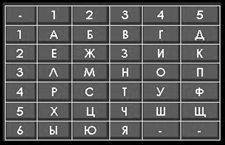 - 1 2 3 4 5
1 А Б В Г Д
2 Е Ж З И К
3 Л М Н О П
4 Р С Т У Ф
5 Х Ц Ч Ш Щ
6 Ы Ю Я - -